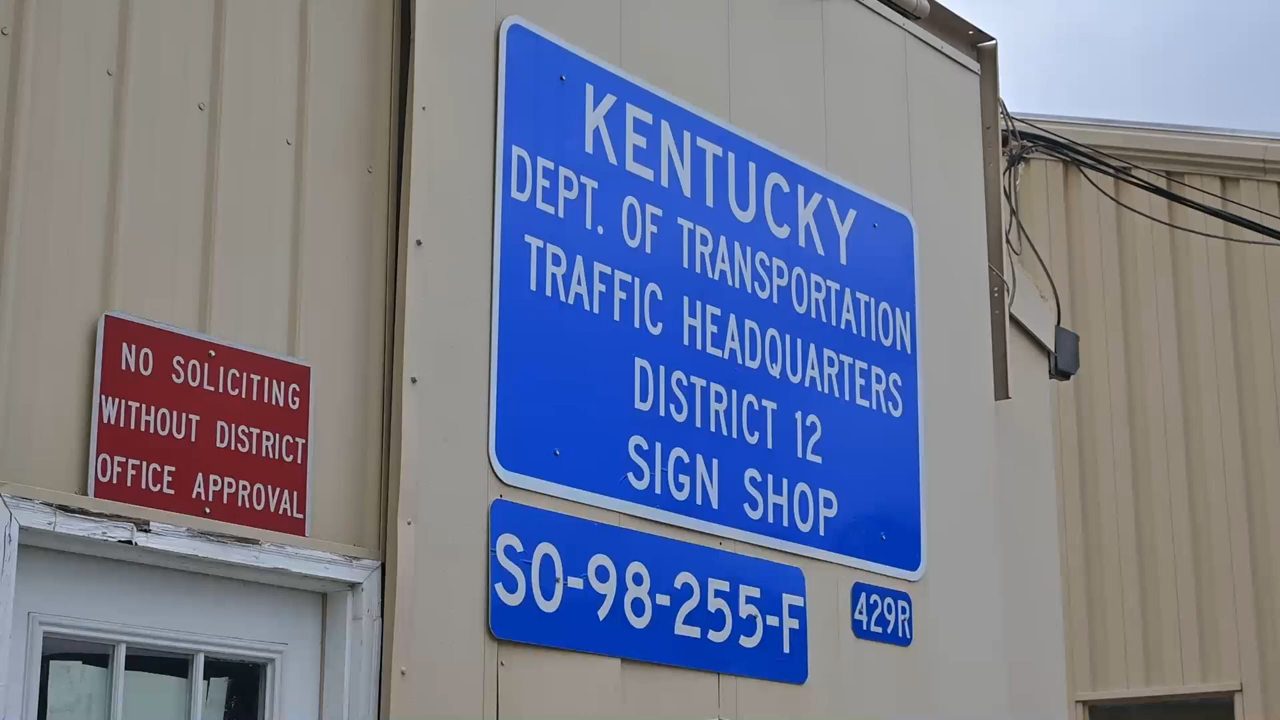 NO SOLICITING
WITHOUT DISTRICT
OFFICE APPROVAL
KENTUCKY
DEPT. OF TRANSPORTATION
TRAFFIC HEADQUARTERS
DISTRICT 12
SIGN SHOP
SO-98-255-F
429R